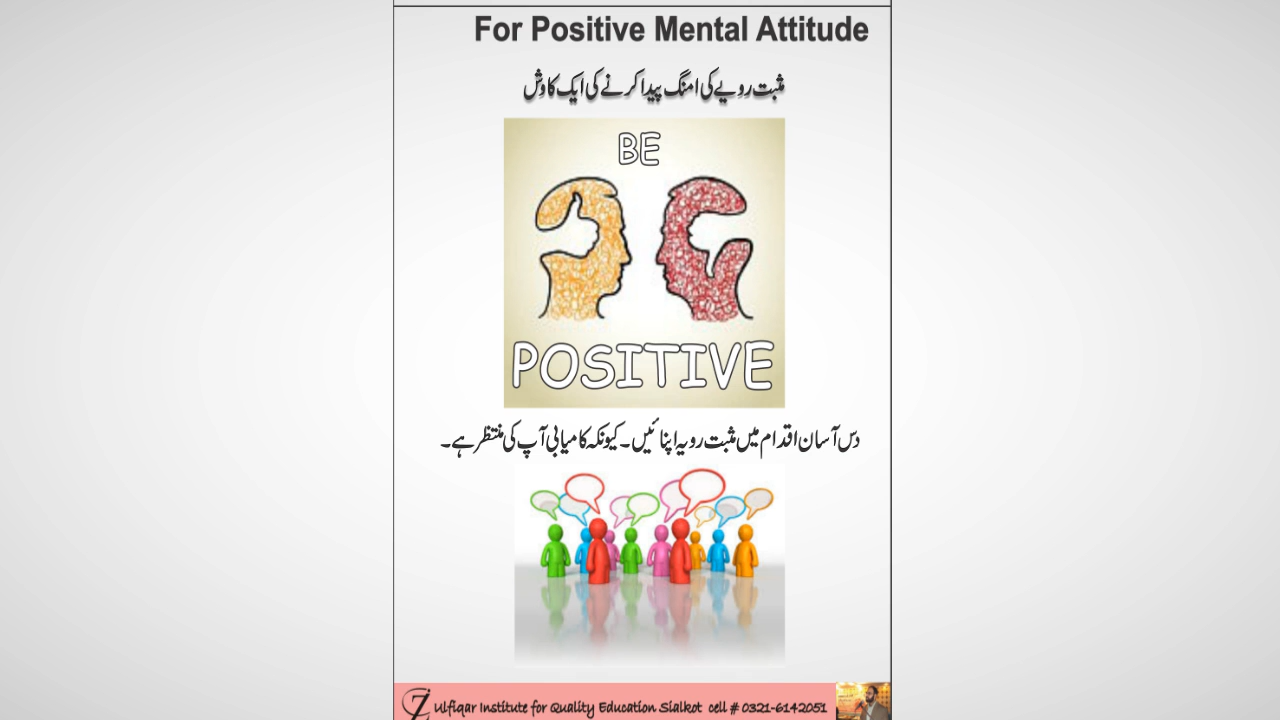 For Positive Mental Attitude
مثبت رویے کی امنگ پیدا کرنے کی ایک کاوش
BE
POSITIVE
دس آسان اقدام میں مثبت رویہ اپنائیں۔ کیونکہ کامیابی آپ کی منتظر ہے۔
Zulfiqar Institute for Quality Education Sialkot cell # 0321-6142051